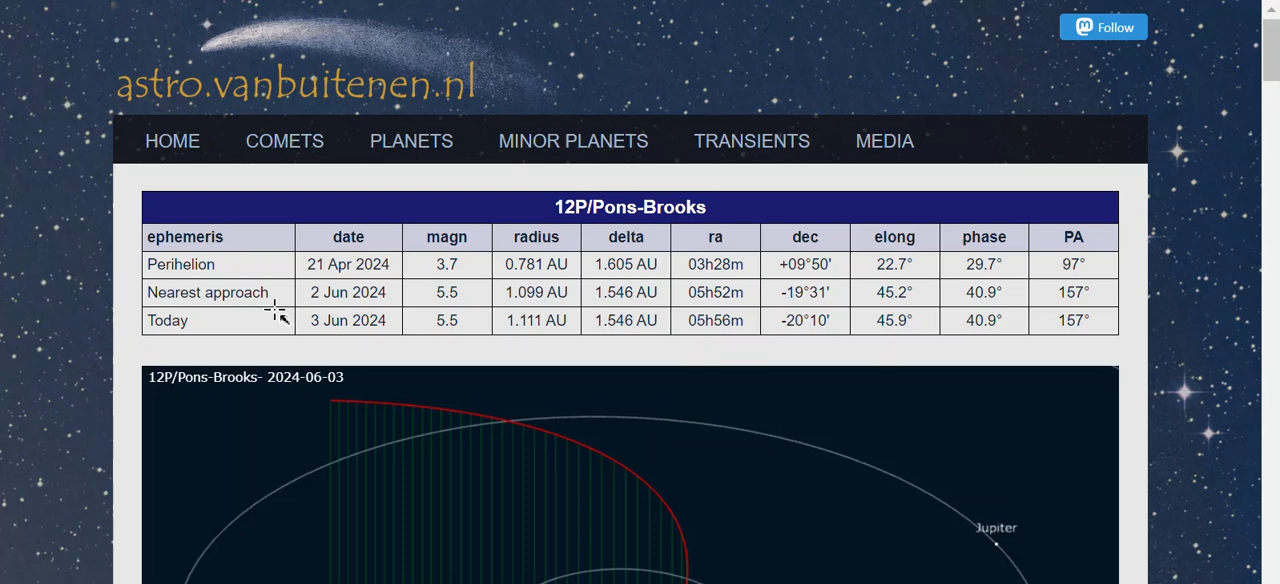 Follow
astro.vanbuitenen.nl
HOME COMETS PLANETS MINOR PLANETS TRANSIENTS MEDIA
12P/Pons-Brooks
ephemeris date magn radius delta ra dec elong phase PA
Perihelion 21 Apr 2024 3.7 0.781 AU 1.605 AU 03h28m +09°50' 22.7° 29.7° 97°
Nearest approach 2 Jun 2024 5.5 1.099 AU 1.546 AU 05h52m -19°31' 45.2° 40.9° 157°
Today 3 Jun 2024 5.5 1.111 AU 1.546 AU 05h56m -20°10' 45.9° 40.9° 157°
12P/Pons-Brooks- 2024-06-03
Jupiter